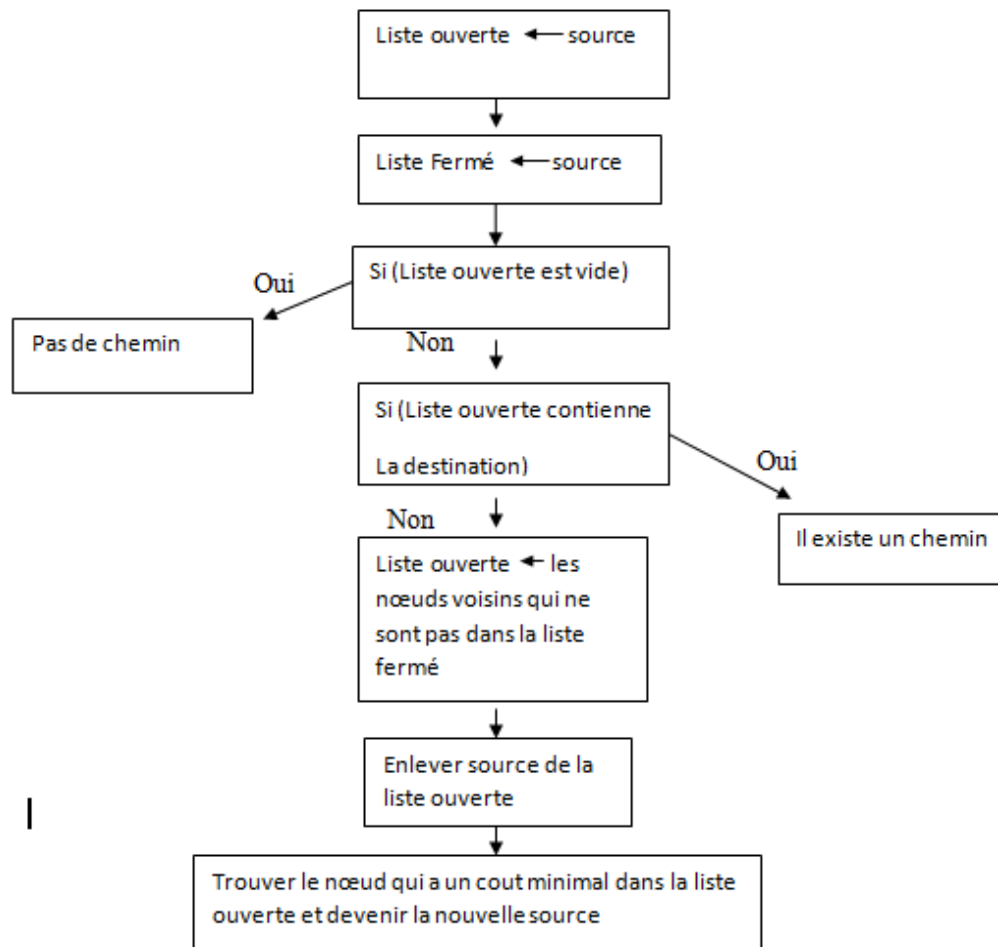 Liste ouverte ← source
Liste Fermé ← source
Si (Liste ouverte est vide)
Oui
Pas de chemin
Non
Si (Liste ouverte contienne
La destination)
Oui
Non
Il existe un chemin
Liste ouverte ← les
nœuds voisins qui ne
sont pas dans la liste
fermé
Enlever source de la
liste ouverte
Trouver le nœud qui a un cout minimal dans la liste
ouverte et devenir la nouvelle source